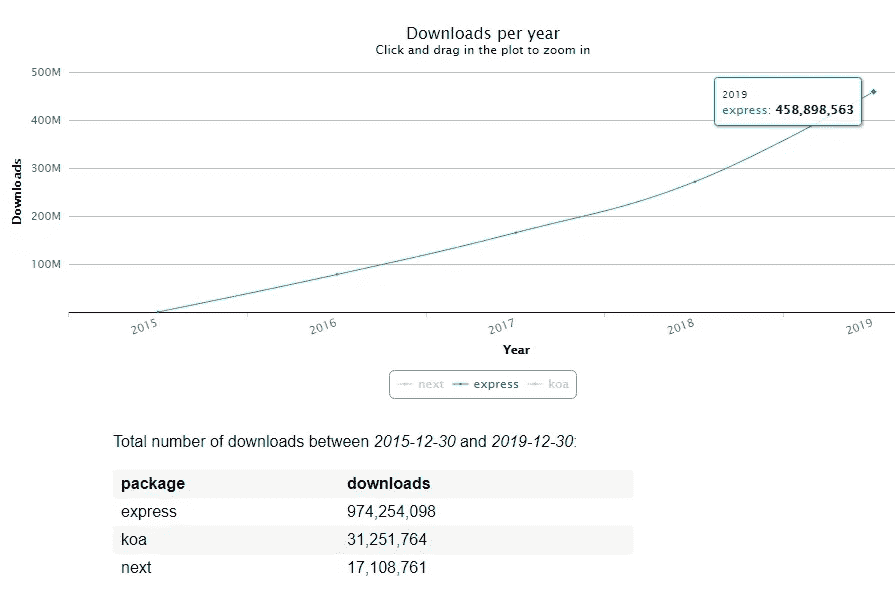 Downloads per year
Click and drag in the plot to zoom in
500M
400M
300M
200M
100M
Downloads
2019
express: 458,898,563
2015 2016 2017 2018 2019
Year
next express koa
Total number of downloads between 2015-12-30 and 2019-12-30:
package downloads
express 974,254,098
koa 31,251,764
next 17,108,761